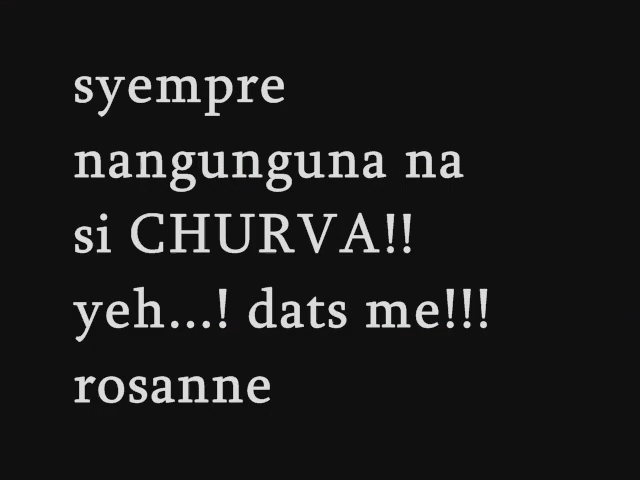 syempre
nangunguna na
si CHURVA!!
yeh...! dats me!!!
rosanne